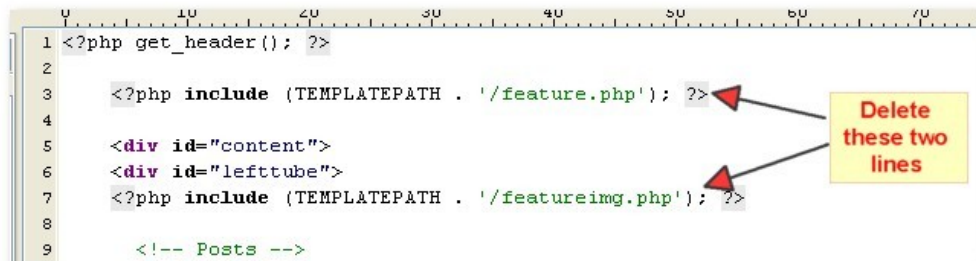 0 10 20 30 40 50 60 70
1 <?php get_header(); ?>
2
3 <?php include (TEMPLATEPATH . '/feature.php'); ?>
4
5 <div id="content">
6 <div id="lefttube">
7 <?php include (TEMPLATEPATH . '/featureimg.php'); ?>
8
9 <!-- Posts -->
Delete
these two
lines